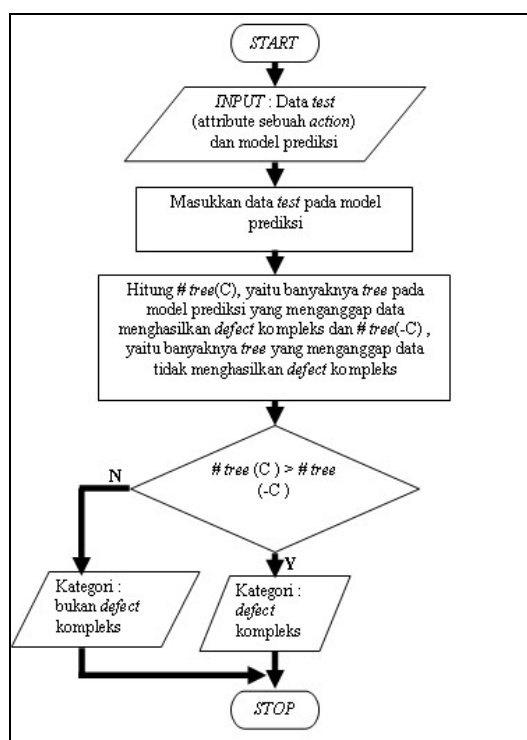 START
INPUT : Data test
(attribute sebuah action)
dan model prediksi
Masukkan data test pada model
prediksi
Hitung # tree(C), yaitu banyaknya tree pada
model prediksi yang menganggap data
menghasilkan defect kompleks dan # tree(-C) ,
yaitu banyaknya tree yang menganggap data
tidak menghasilkan defect kompleks
# tree (C ) > # tree
(-C )
N
Y
Kategori :
bukan defect
kompleks
Kategori :
defect
kompleks
STOP